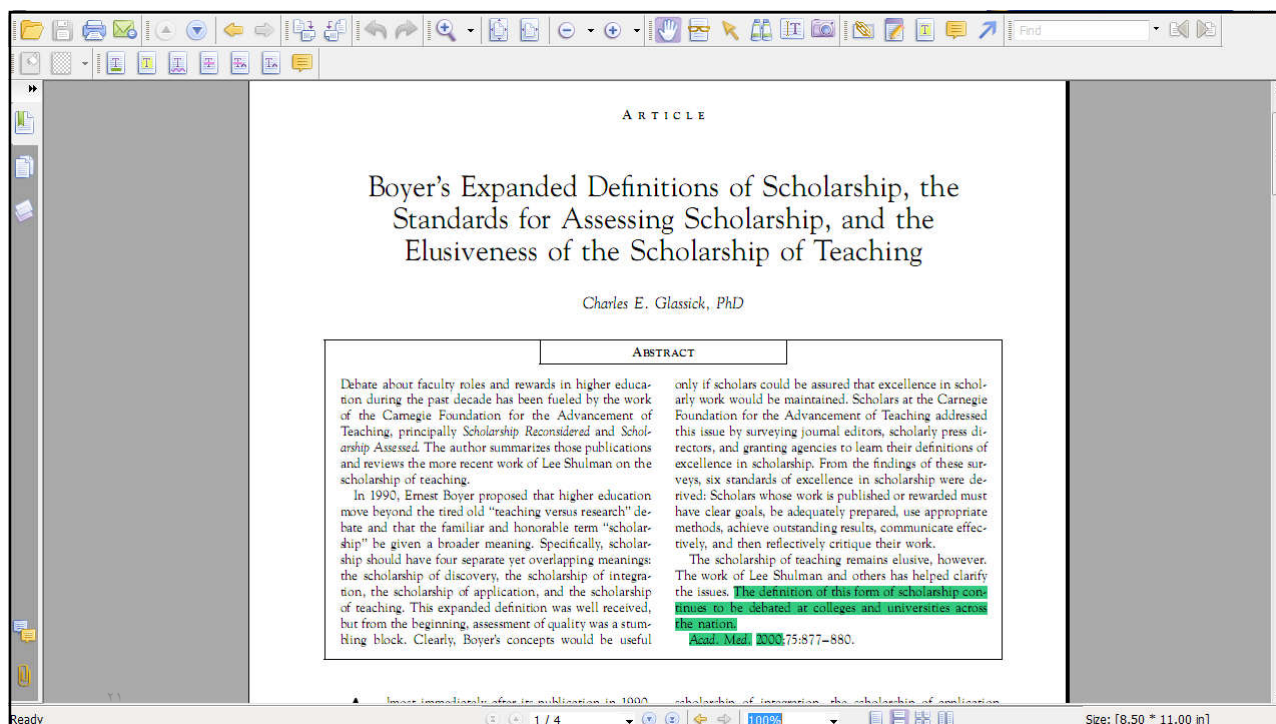 Find
ARTICLE
Boyer's Expanded Definitions of Scholarship, the
Standards for Assessing Scholarship, and the
Elusiveness of the Scholarship of Teaching
Charles E. Glassick, PhD
ABSTRACT
Debate about faculty roles and rewards in higher educa-
tion during the past decade has been fueled by the work
of the Carnegie Foundation for the Advancement of
Teaching, principally Scholarship Reconsidered and Schol-
arship Assessed. The author summarizes those publications
and reviews the more recent work of Lee Shulman on the
scholarship of teaching.
In 1990, Ernest Boyer proposed that higher education
move beyond the tired old “teaching versus research” de-
bate and that the familiar and honorable term “scholar-
ship” be given a broader meaning. Specifically, scholar-
ship should have four separate yet overlapping meanings:
the scholarship of discovery, the scholarship of integra-
tion, the scholarship of application, and the scholarship
of teaching. This expanded definition was well received,
but from the beginning, assessment of quality was a stum-
bling block. Clearly, Boyer's concepts would be useful
only if scholars could be assured that excellence in schol-
arly work would be maintained. Scholars at the Carnegie
Foundation for the Advancement of Teaching addressed
this issue by surveying journal editors, scholarly press di-
rectors, and granting agencies to learn their definitions of
excellence in scholarship. From the findings of these sur-
veys, six standards of excellence in scholarship were de-
rived: Scholars whose work is published or rewarded must
have clear goals, be adequately prepared, use appropriate
methods, achieve outstanding results, communicate effec-
tively, and then reflectively critique their work.
The scholarship of teaching remains elusive, however.
The work of Lee Shulman and others has helped clarify
the issues. The definition of this form of scholarship con-
tinues to be debated at colleges and universities across
the nation.
Acad. Med. 2000;75:877–880.
Almost immediately after its publication in 1990,
scholarship of integration, the scholarship of application
٢١
Ready
1 / 4
100%
Size: [8.50 * 11.00 in]